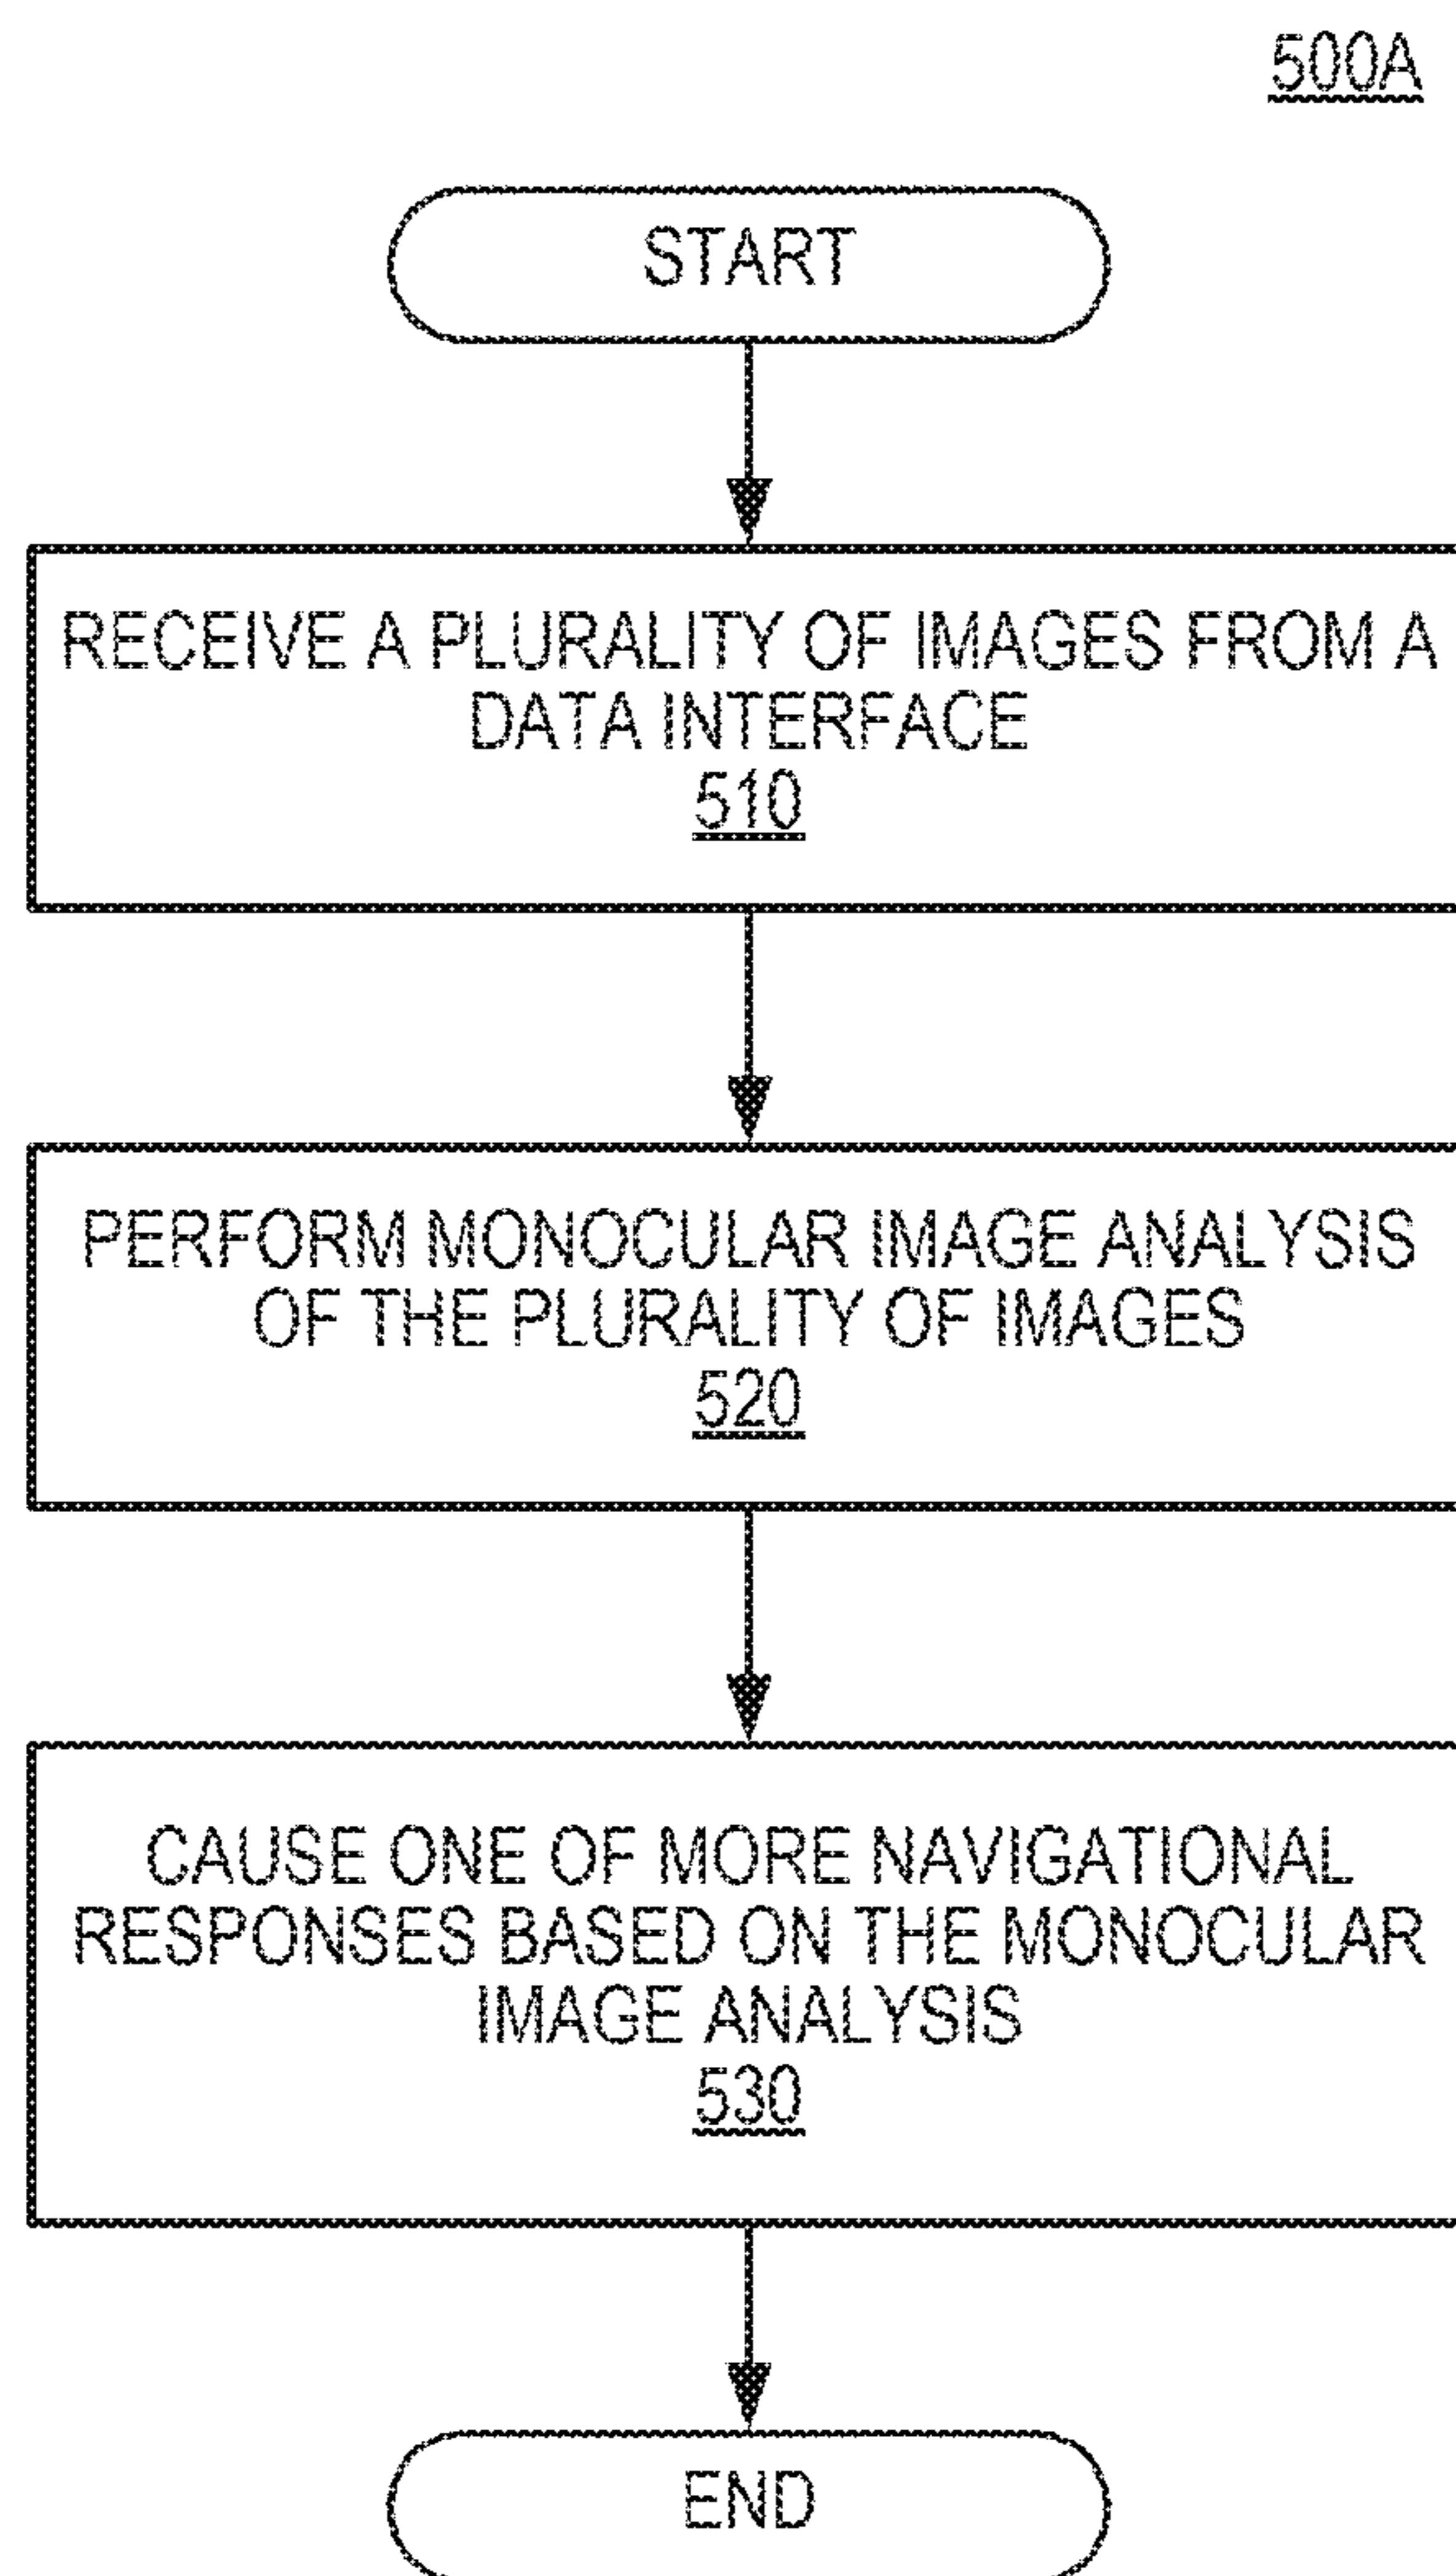 500A
START
RECEIVE A PLURALITY OF IMAGES FROM A
DATA INTERFACE
510
PERFORM MONOCULAR IMAGE ANALYSIS
OF THE PLURALITY OF IMAGES
520
CAUSE ONE OF MORE NAVIGATIONAL
RESPONSES BASED ON THE MONOCULAR
IMAGE ANALYSIS
530
END